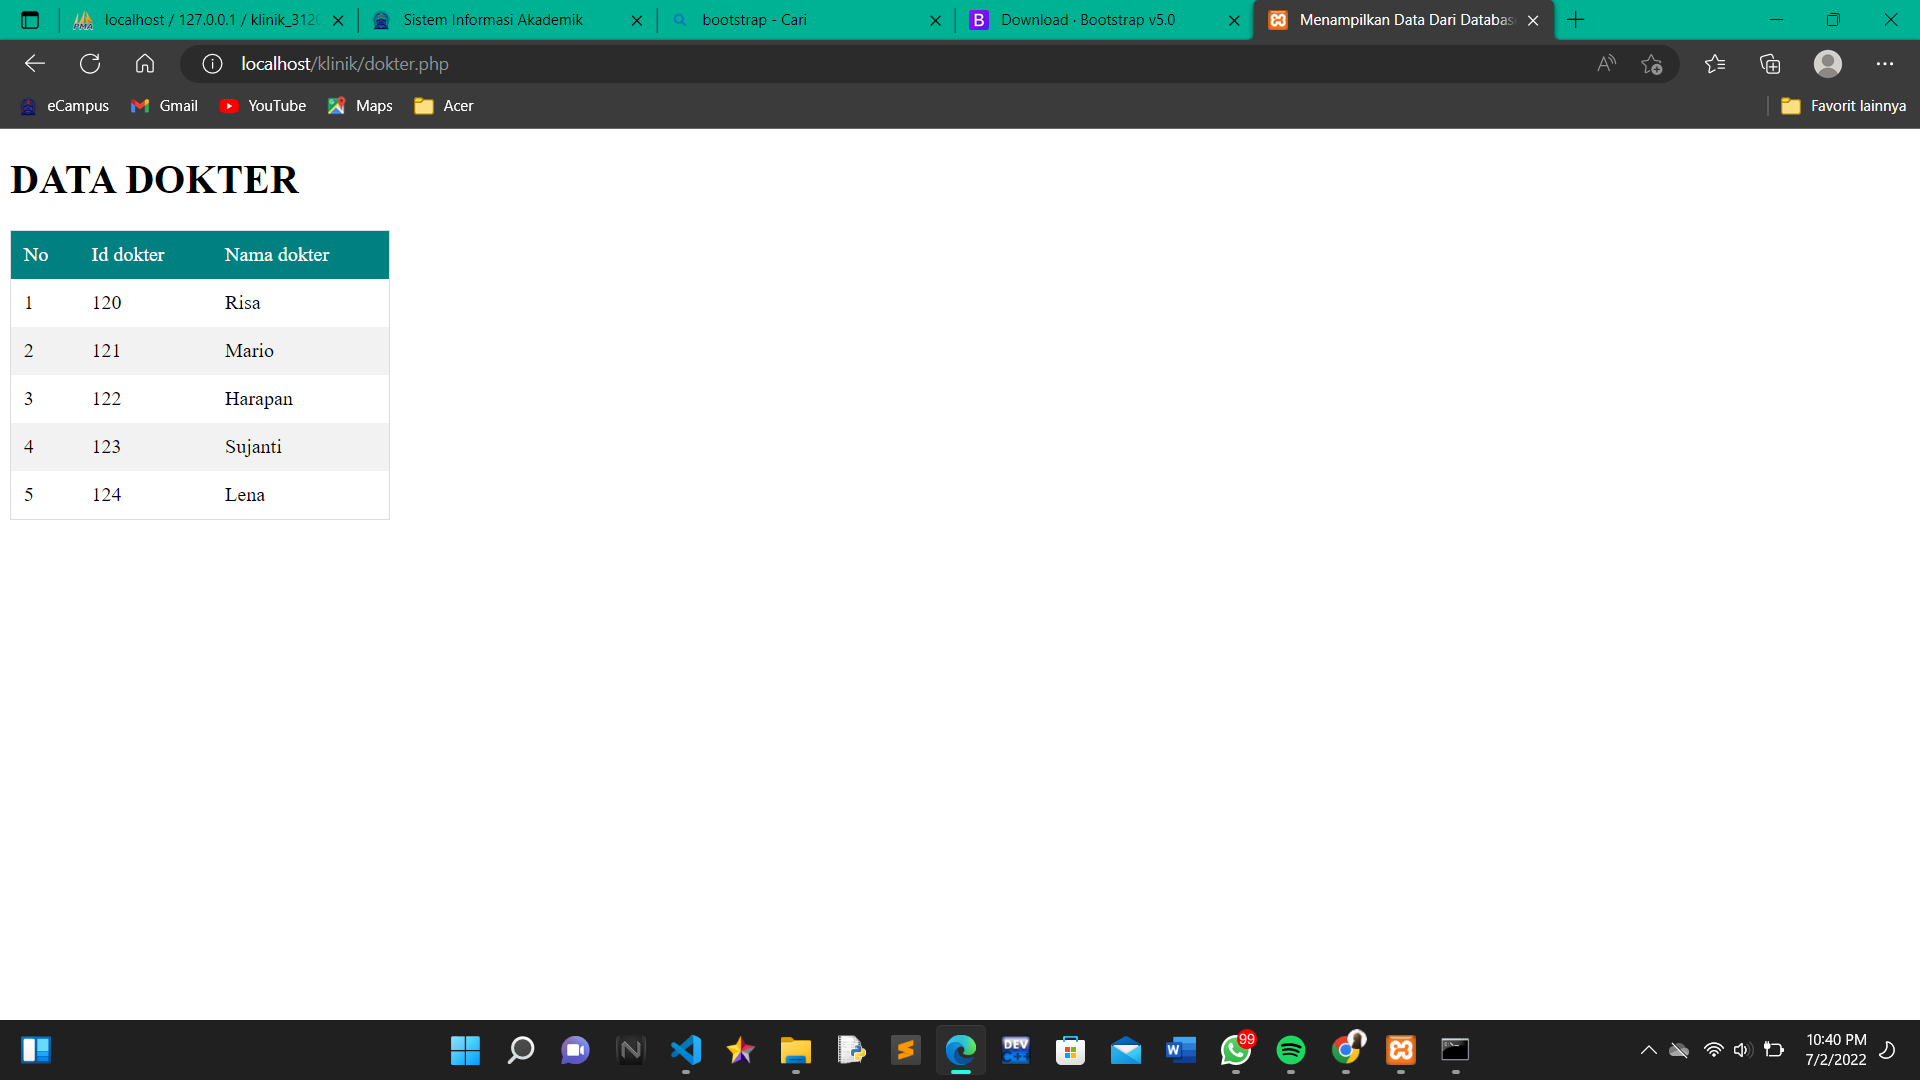 localhost / 127.0.0.1 / klinik_3120
Sistem Informasi Akademik
bootstrap - Cari
B
Download · Bootstrap v5.0
Menampilkan Data Dari Databas
localhost/klinik/dokter.php
eCampus
Gmail
YouTube
Maps
Acer
Favorit lainnya
DATA DOKTER
No Id dokter Nama dokter
1 120 Risa
2 121 Mario
3 122 Harapan
4 123 Sujanti
5 124 Lena
DEV
C++
W
99
10:40 PM
7/2/2022